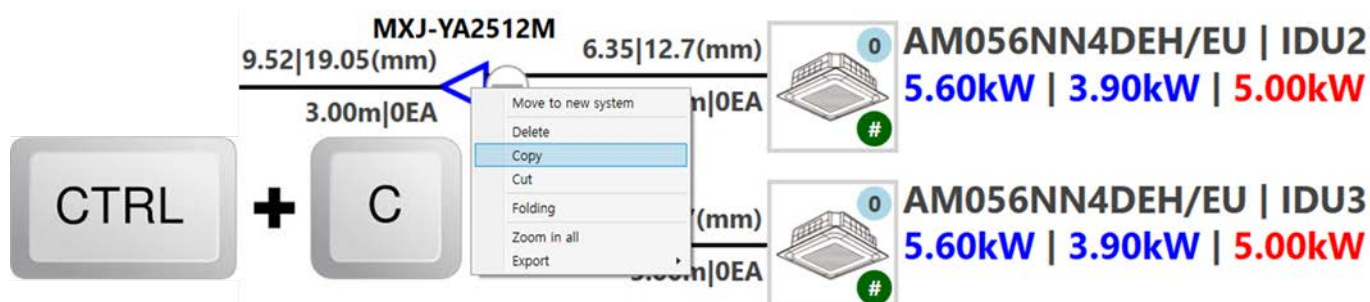 MXJ-YA2512M
9.52|19.05(mm)
3.00m|0EA
6.35|12.7(mm)
m|0EA
0
#
AM056NN4DEH/EU | IDU2
5.60kW | 3.90kW | 5.00kW
CTRL + C
Move to new system
Delete
Copy
Cut
Folding
Zoom in all
Export
(mm)
m|0EA
0
#
AM056NN4DEH/EU | IDU3
5.60kW | 3.90kW | 5.00kW